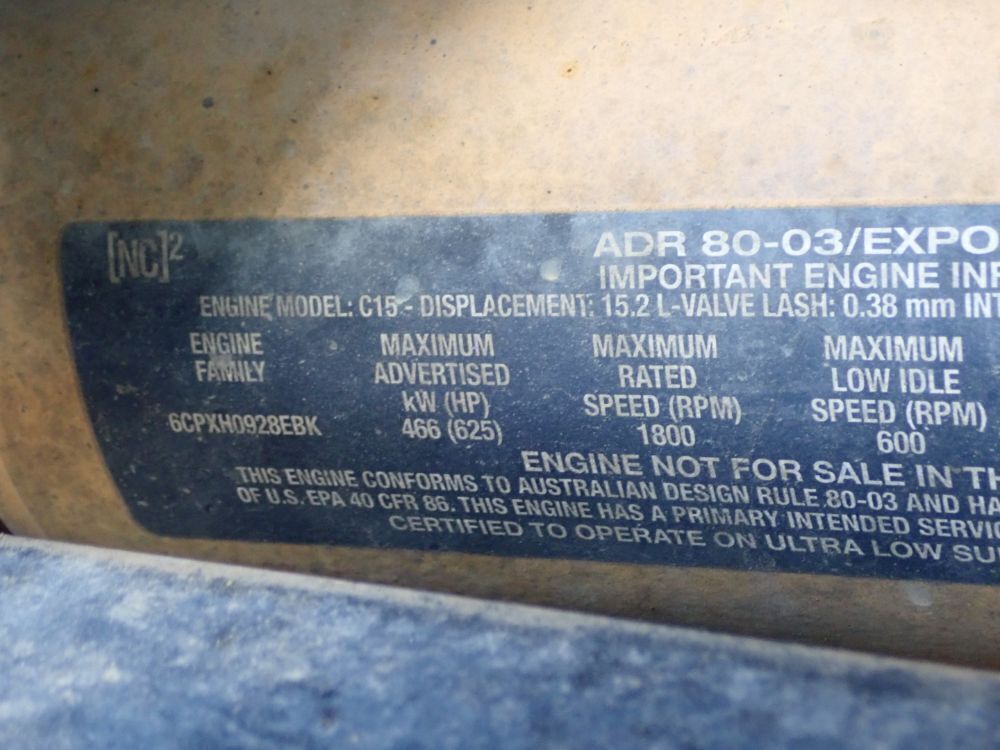 [NC]²
ADR 80-03/EXPO
IMPORTANT ENGINE INF
ENGINE MODEL: C15 - DISPLACEMENT: 15.2 L-VALVE LASH: 0.38 mm INT
ENGINE FAMILY MAXIMUM ADVERTISED kW (HP) MAXIMUM RATED SPEED (RPM) MAXIMUM LOW IDLE SPEED (RPM)
6CPXH0928EBK 466 (625) 1800 600
ENGINE NOT FOR SALE IN TH
THIS ENGINE CONFORMS TO AUSTRALIAN DESIGN RULE 80-03 AND HA
OF U.S. EPA 40 CFR 86. THIS ENGINE HAS A PRIMARY INTENDED SERVIC
CERTIFIED TO OPERATE ON ULTRA LOW SU